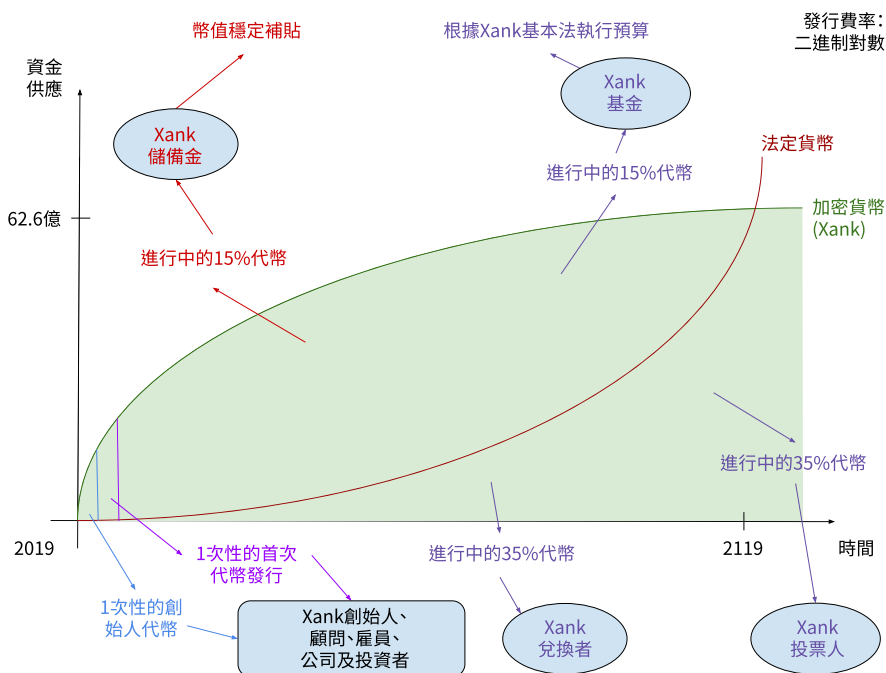 發行費率：
二進制對數
幣值穩定補貼
根據Xank基本法執行預算
資金
供應
Xank
儲備金
Xank
基金
法定貨幣
進行中的15%代幣
62.6億
加密貨幣
(Xank)
進行中的15%代幣
進行中的35%代幣
2019
2119
時間
1次性的首次
代幣發行
進行中的35%代幣
1次性的創
始人代幣
Xank創始人、
顧問、雇員、
公司及投資者
Xank
兌換者
Xank
投票人